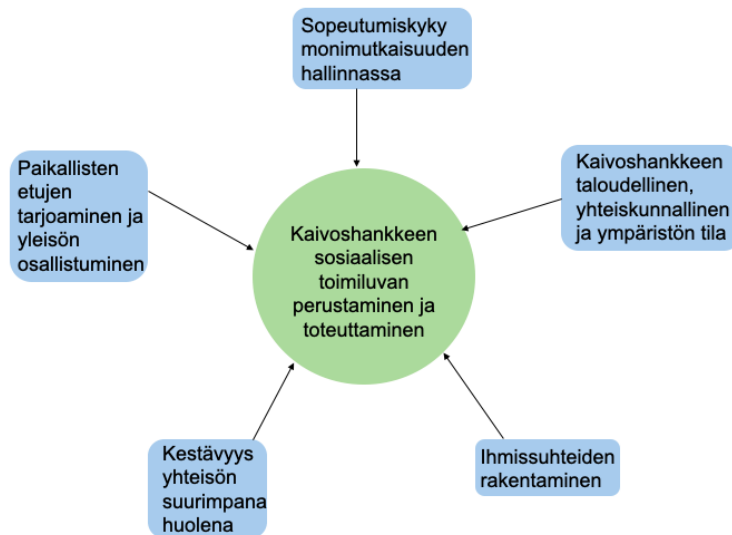 Sopeutumiskyky
monimutkaisuuden
hallinnassa
Paikallisten
etujen
tarjoaminen ja
yleisön
osallistuminen
Kaivoshankkeen
taloudellinen,
yhteiskunnallinen
ja ympäristön tila
Kaivoshankkeen
sosiaalisen
toimiluvan
perustaminen ja
toteuttaminen
Kestävyys
yhteisön
suurimpana
huolena
Ihmissuhteiden
rakentaminen